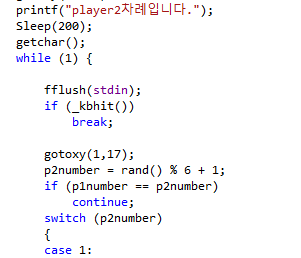 printf("player2차례입니다.");
Sleep(200);
getchar();
while (1) {
fflush(stdin);
if (_kbhit())
break;
gotoxy(1,17);
p2number = rand() % 6 + 1;
if (p1number == p2number)
continue;
switch (p2number)
{
case 1: